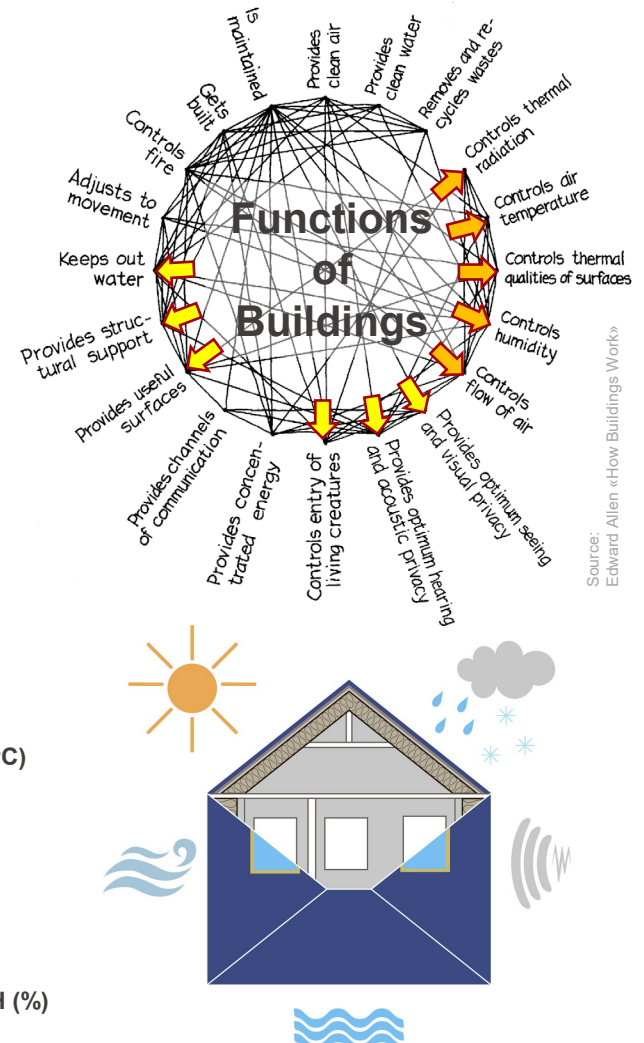 Is
maintained
Provides
clean air
Provides
clean water
Removes and re-
cycles wastes
Controls thermal
radiation
Controls air
temperature
Controls thermal
qualities of surfaces
Controls
humidity
Controls
flow of air
Provides optimum seeing
and visual privacy
Provides optimum hearing
and acoustic privacy
Controls entry of
living creatures
Provides concen-
trated energy
Provides channels
of communication
Provides useful
surfaces
Provides struc-
tural support
Keeps out
water
Adjusts to
movement
Controls
fire
Gets
built
Functions
of
Buildings
Source:
Edward Allen «How Buildings Work»
°C)
(%)